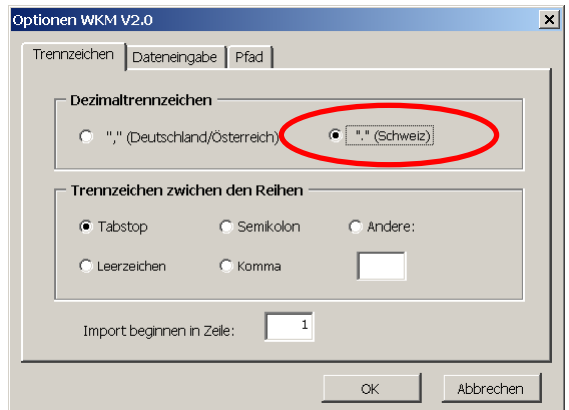 Optionen WKM V2.0
Trennzeichen Dateneingabe Pfad
Dezimaltrennzeichen
"," (Deutschland/Österreich) "." (Schweiz)
Trennzeichen zwichen den Reihen
Tabstop Semikolon Andere:
Leerzeichen Komma
Import beginnen in Zeile: 1
OK Abbrechen